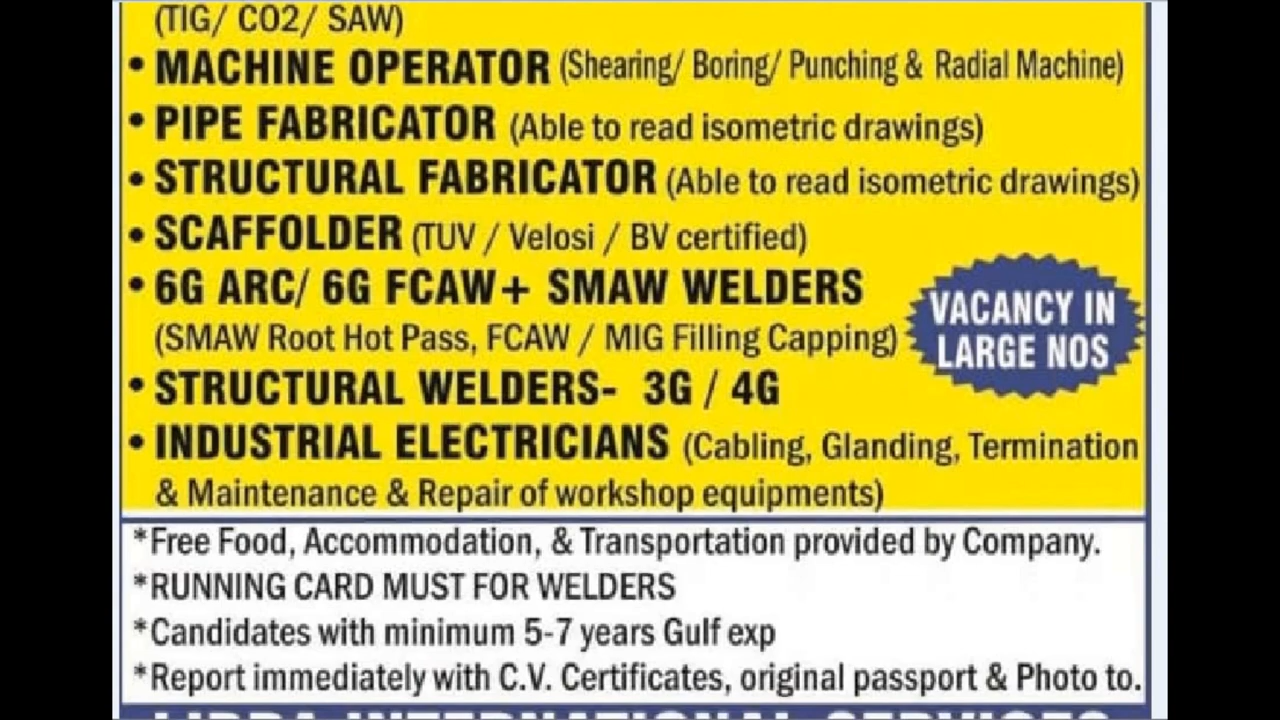 (TIG/ CO2/ SAW)
• MACHINE OPERATOR (Shearing/ Boring/ Punching & Radial Machine)
• PIPE FABRICATOR (Able to read isometric drawings)
• STRUCTURAL FABRICATOR (Able to read isometric drawings)
• SCAFFOLDER (TUV / Velosi / BV certified)
• 6G ARC/ 6G FCAW+ SMAW WELDERS
(SMAW Root Hot Pass, FCAW / MIG Filling Capping)
VACANCY IN
LARGE NOS
• STRUCTURAL WELDERS- 3G / 4G
• INDUSTRIAL ELECTRICIANS (Cabling, Glanding, Termination
& Maintenance & Repair of workshop equipments)
*Free Food, Accommodation, & Transportation provided by Company.
*RUNNING CARD MUST FOR WELDERS
*Candidates with minimum 5-7 years Gulf exp
*Report immediately with C.V. Certificates, original passport & Photo to.
INTERNATIONAL SERVICES